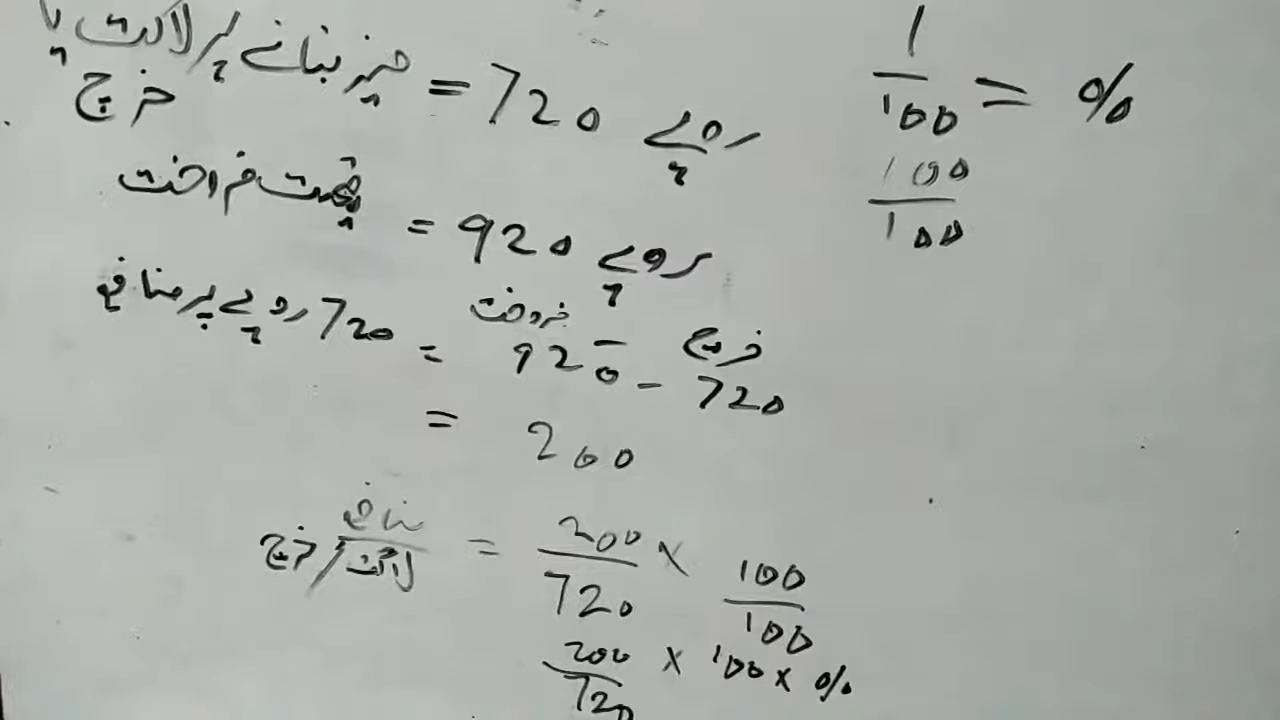 چیز بنانے پر لاگت یا
خرچ = 720 روپے
قیمت فروخت = 920 روپے
720 روپے پر منافع = 920 - 720
فروخت خرچ
= 200
منافع / لاگت/خرچ = 200/720 × 100/100
200/720 × 100 × %
1/100 = %
100/100